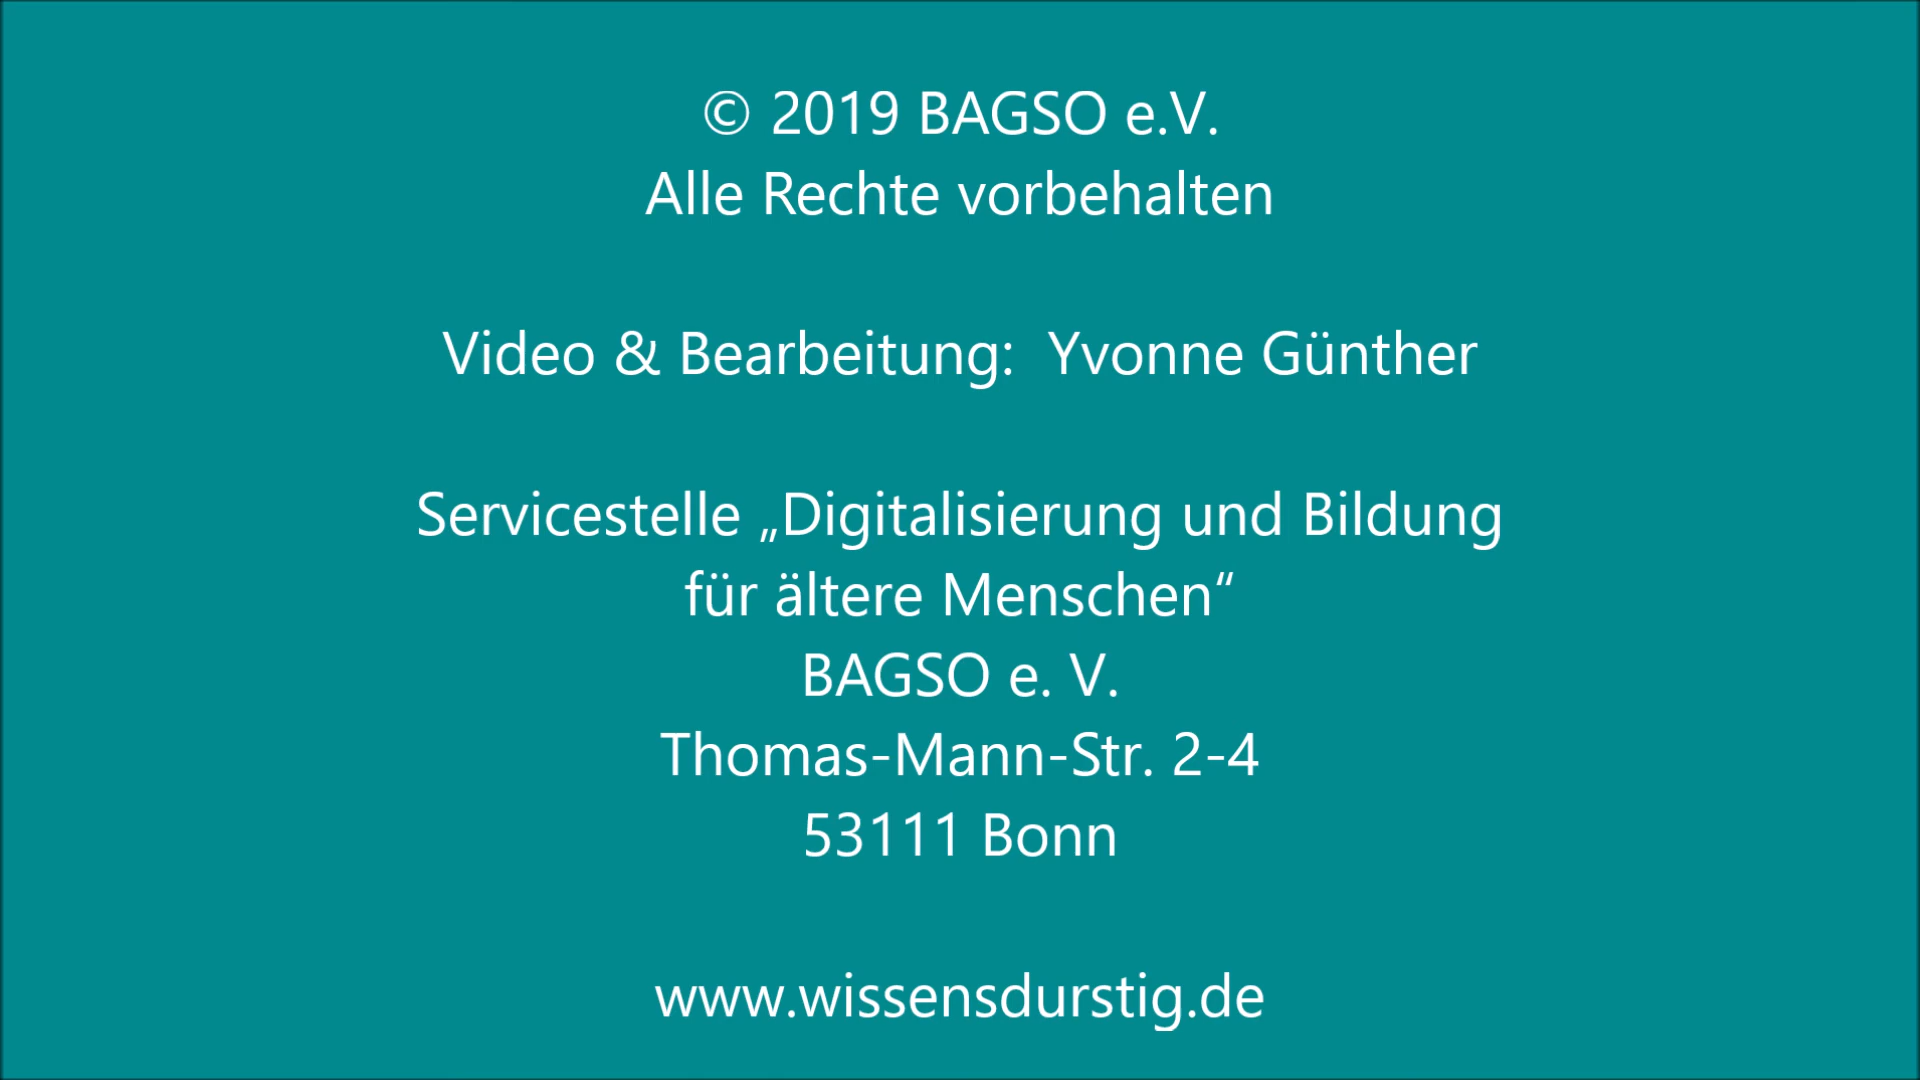 © 2019 BAGSO e.V.
Alle Rechte vorbehalten
Video & Bearbeitung:  Yvonne Günther
Servicestelle „Digitalisierung und Bildung
für ältere Menschen“
BAGSO e. V.
Thomas-Mann-Str. 2-4
53111 Bonn
www.wissensdurstig.de